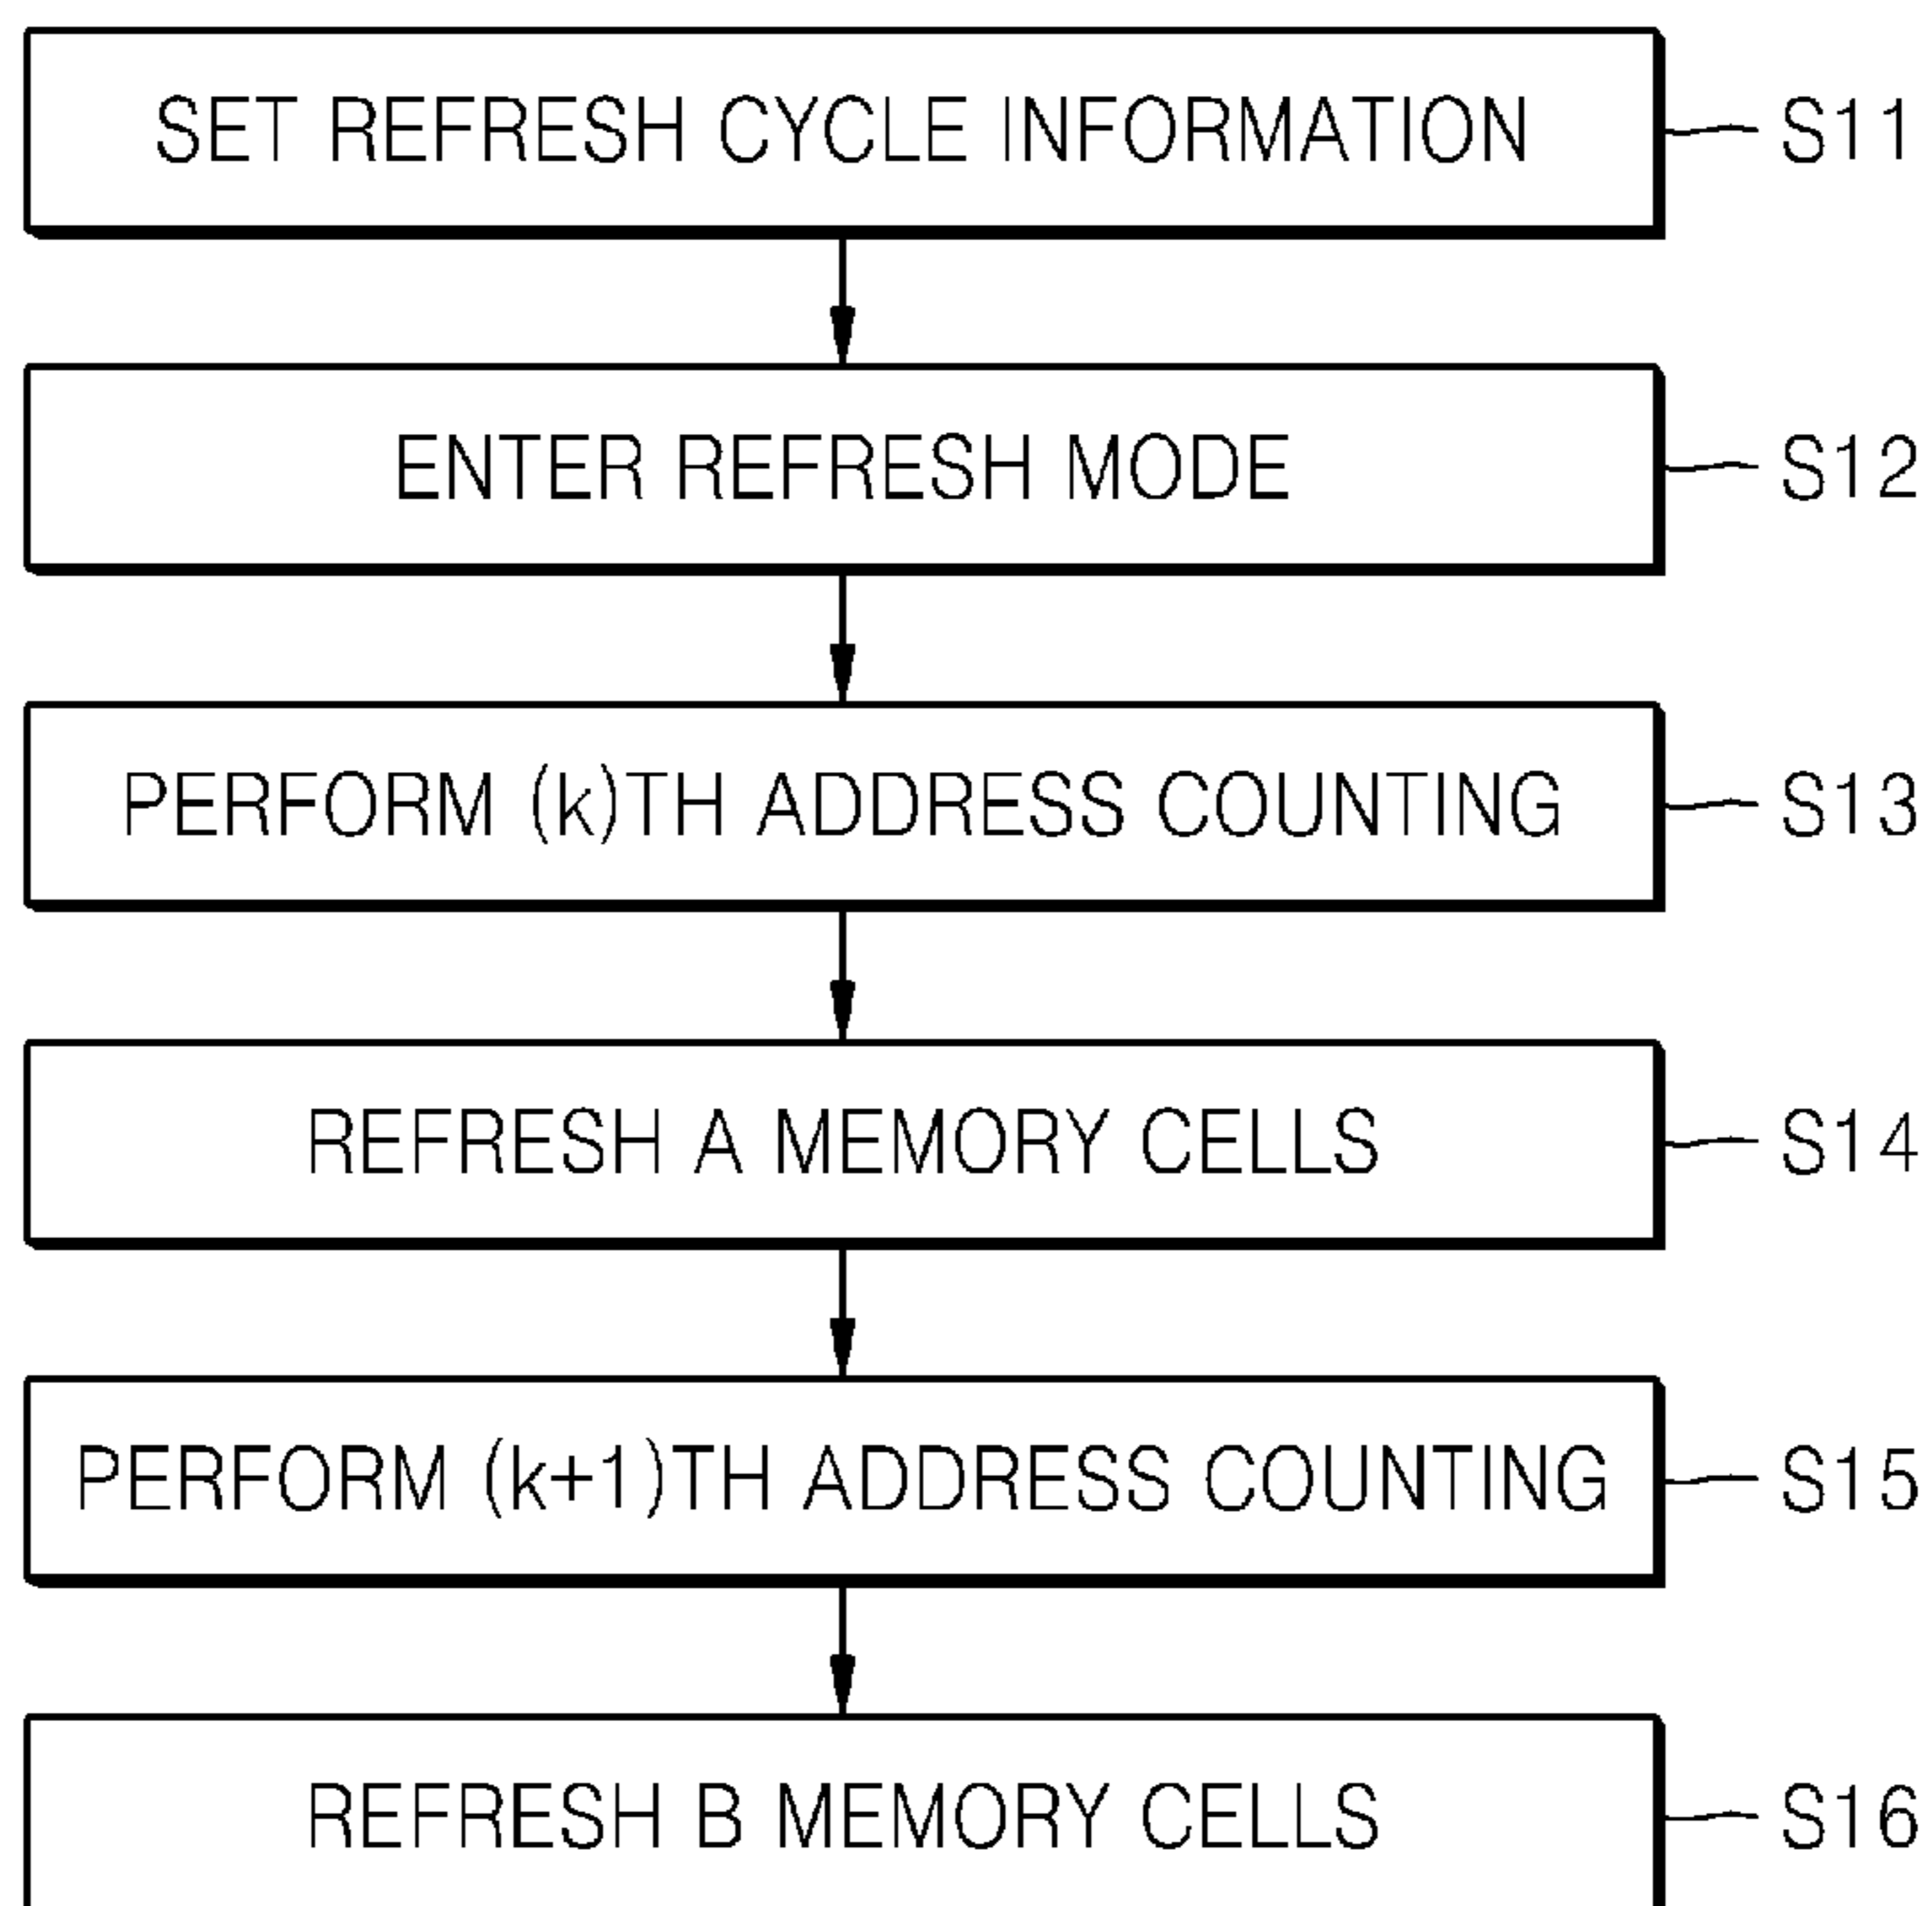 SET REFRESH CYCLE INFORMATION S11
ENTER REFRESH MODE S12
PERFORM (k)TH ADDRESS COUNTING S13
REFRESH A MEMORY CELLS S14
PERFORM (k+1)TH ADDRESS COUNTING S15
REFRESH B MEMORY CELLS S16